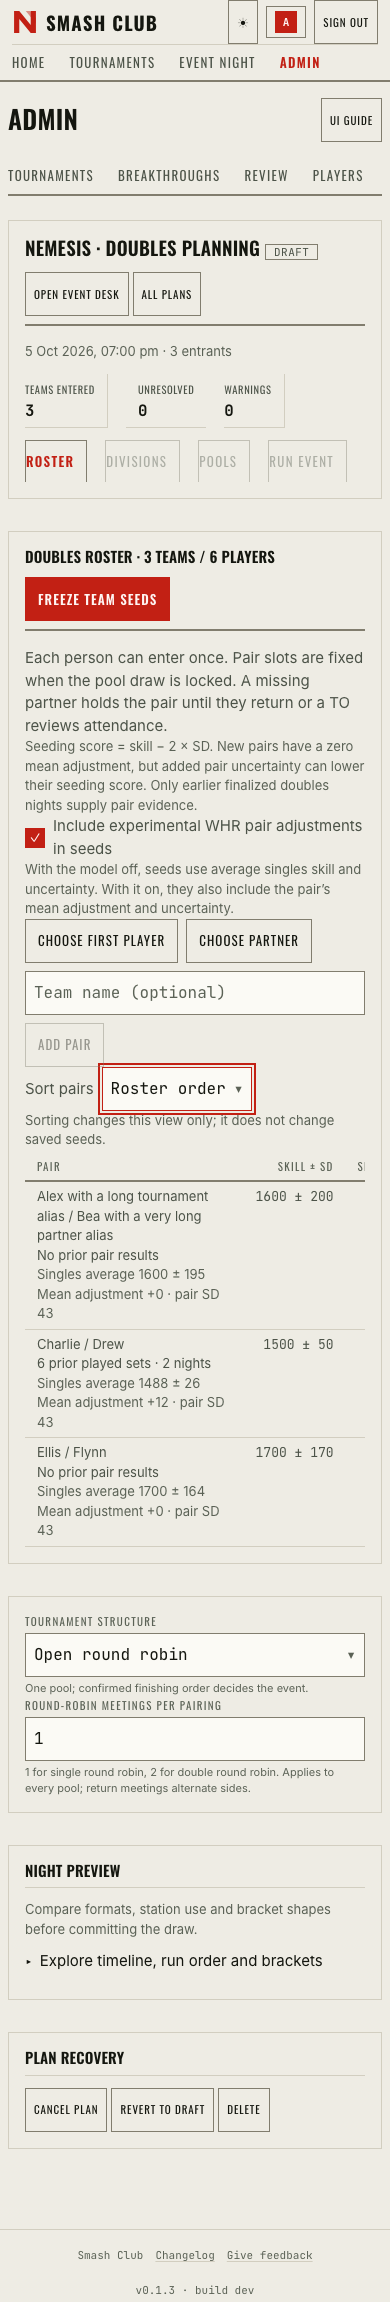 N SMASH CLUB ☀ A SIGN OUT
HOME TOURNAMENTS EVENT NIGHT ADMIN
ADMIN UI GUIDE
TOURNAMENTS BREAKTHROUGHS REVIEW PLAYERS
NEMESIS · DOUBLES PLANNING DRAFT
OPEN EVENT DESK ALL PLANS
5 Oct 2026, 07:00 pm · 3 entrants
TEAMS ENTERED UNRESOLVED WARNINGS
3 0 0
ROSTER DIVISIONS POOLS RUN EVENT
DOUBLES ROSTER · 3 TEAMS / 6 PLAYERS
FREEZE TEAM SEEDS
Each person can enter once. Pair slots are fixed
when the pool draw is locked. A missing
partner holds the pair until they return or a TO
reviews attendance.
Seeding score = skill − 2 × SD. New pairs have a zero
mean adjustment, but added pair uncertainty can lower
their seeding score. Only earlier finalized doubles
nights supply pair evidence.
✓ Include experimental WHR pair adjustments
in seeds
With the model off, seeds use average singles skill and
uncertainty. With it on, they also include the pair’s
mean adjustment and uncertainty.
CHOOSE FIRST PLAYER CHOOSE PARTNER
Team name (optional)
ADD PAIR
Sort pairs Roster order ▾
Sorting changes this view only; it does not change
saved seeds.
PAIR SKILL ± SD
Alex with a long tournament 1600 ± 200
alias / Bea with a very long
partner alias
No prior pair results
Singles average 1600 ± 195
Mean adjustment +0 · pair SD
43
Charlie / Drew 1500 ± 50
6 prior played sets · 2 nights
Singles average 1488 ± 26
Mean adjustment +12 · pair SD
43
Ellis / Flynn 1700 ± 170
No prior pair results
Singles average 1700 ± 164
Mean adjustment +0 · pair SD
43
TOURNAMENT STRUCTURE
Open round robin ▾
One pool; confirmed finishing order decides the event.
ROUND-ROBIN MEETINGS PER PAIRING
1
1 for single round robin, 2 for double round robin. Applies to
every pool; return meetings alternate sides.
NIGHT PREVIEW
Compare formats, station use and bracket shapes
before committing the draw.
▸ Explore timeline, run order and brackets
PLAN RECOVERY
CANCEL PLAN REVERT TO DRAFT DELETE
Smash Club Changelog Give feedback
v0.1.3 · build dev